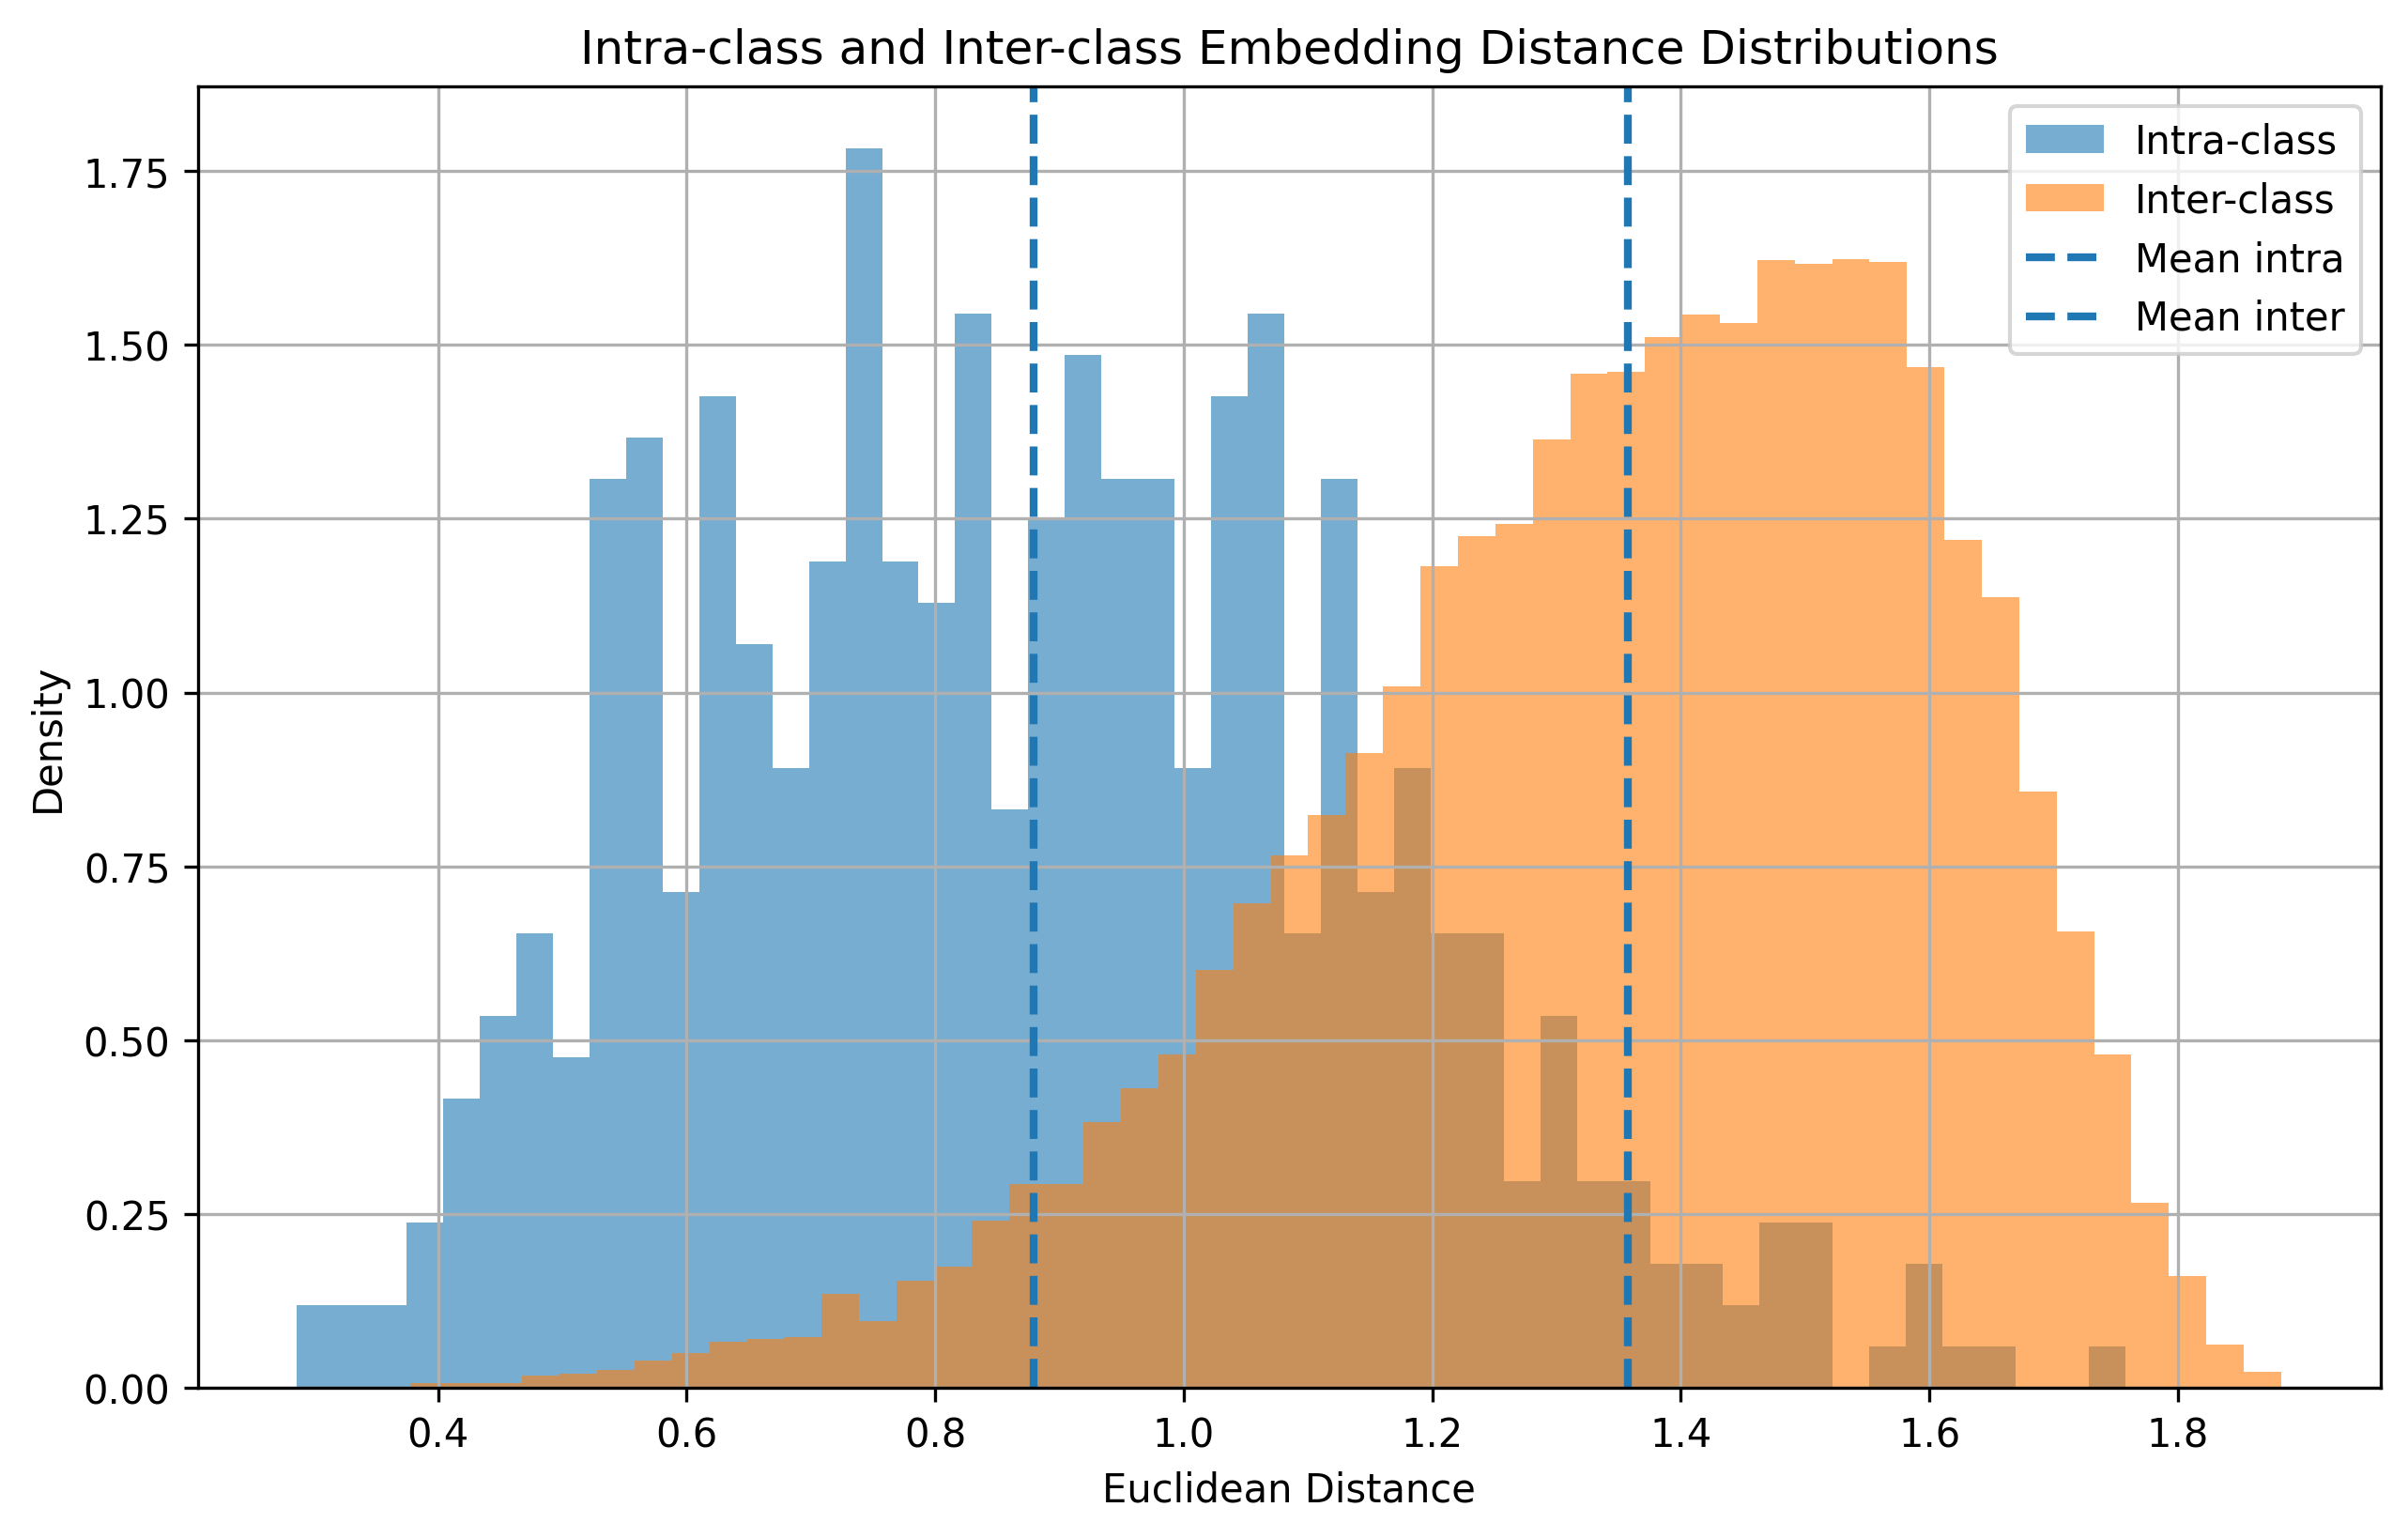 Intra-class and Inter-class Embedding Distance Distributions
Intra-class
Inter-class
Mean intra
Mean inter
1.75
1.50
1.25
1.00
0.75
0.50
0.25
0.00
Density
0.4 0.6 0.8 1.0 1.2 1.4 1.6 1.8
Euclidean Distance